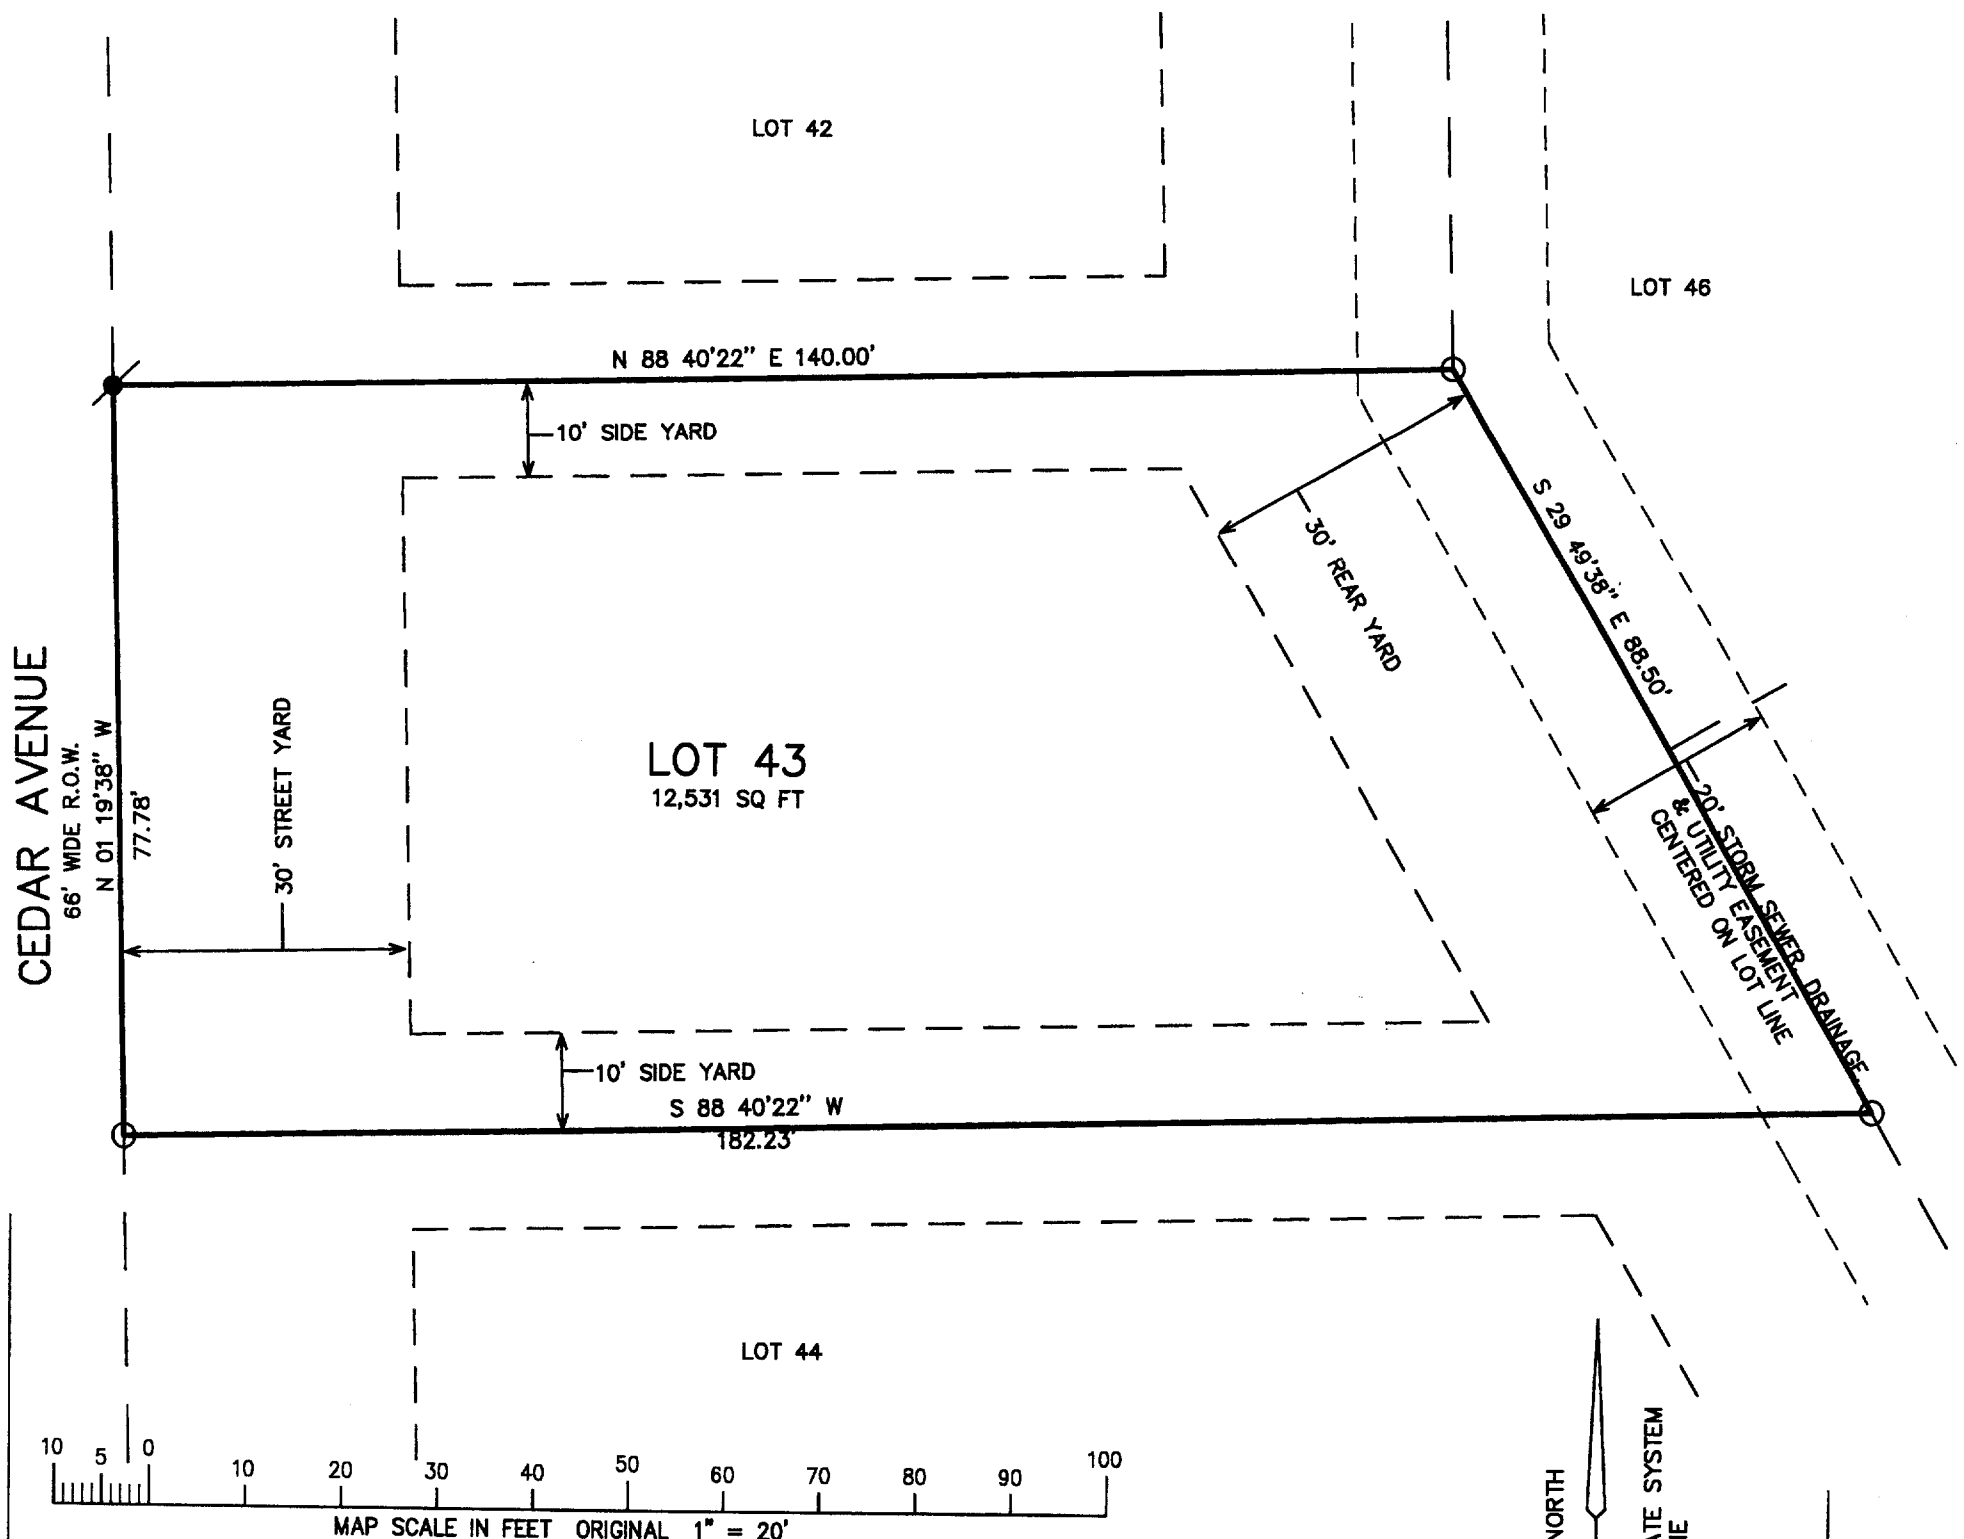 LOT 42
LOT 46
N 88 40'22" E 140.00'
10' SIDE YARD
S 29 49'38" E 88.50'
30' REAR YARD
CEDAR AVENUE
66' WIDE R.O.W.
N 01 19'38" W
77.78'
30' STREET YARD
LOT 43
12,531 SQ FT
20' STORM SEWER, DRAINAGE,
& UTILITY EASEMENT
CENTERED ON LOT LINE
10' SIDE YARD
S 88 40'22" W
182.23'
LOT 44
10 5 0 10 20 30 40 50 60 70 80 90 100
MAP SCALE IN FEET ORIGINAL 1" = 20'
NORTH